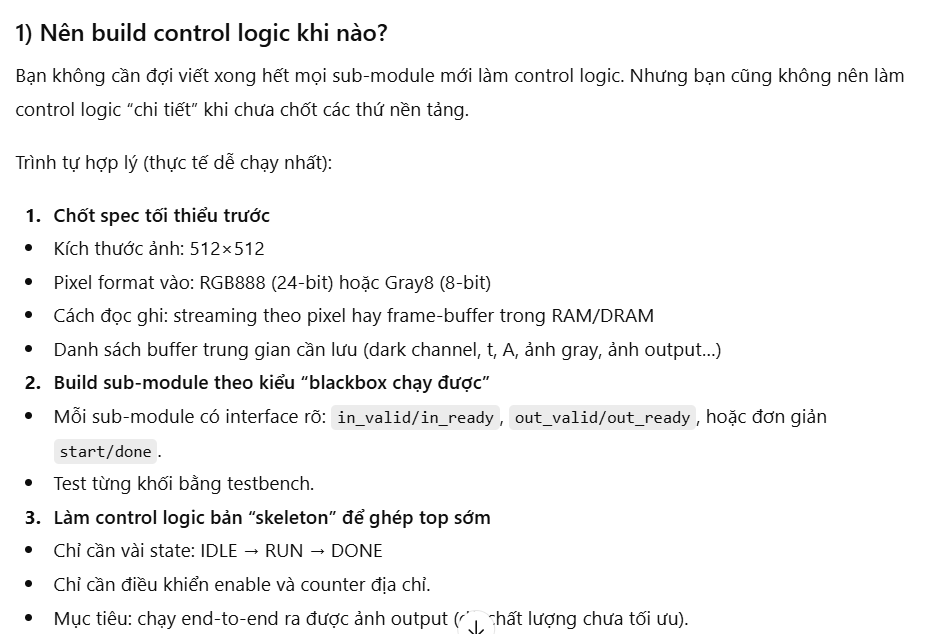 1) Nên build control logic khi nào?
Bạn không cần đợi viết xong hết mọi sub-module mới làm control logic. Nhưng bạn cũng không nên làm
control logic “chi tiết” khi chưa chốt các thứ nền tảng.
Trình tự hợp lý (thực tế dễ chạy nhất):
1. Chốt spec tối thiểu trước
• Kích thước ảnh: 512×512
• Pixel format vào: RGB888 (24-bit) hoặc Gray8 (8-bit)
• Cách đọc ghi: streaming theo pixel hay frame-buffer trong RAM/DRAM
• Danh sách buffer trung gian cần lưu (dark channel, t, A, ảnh gray, ảnh output…)
2. Build sub-module theo kiểu “blackbox chạy được”
• Mỗi sub-module có interface rõ: in_valid/in_ready, out_valid/out_ready, hoặc đơn giản
start/done.
• Test từng khối bằng testbench.
3. Làm control logic bản “skeleton” để ghép top sớm
• Chỉ cần vài state: IDLE → RUN → DONE
• Chỉ cần điều khiển enable và counter địa chỉ.
• Mục tiêu: chạy end-to-end ra được ảnh output ( chất lượng chưa tối ưu).